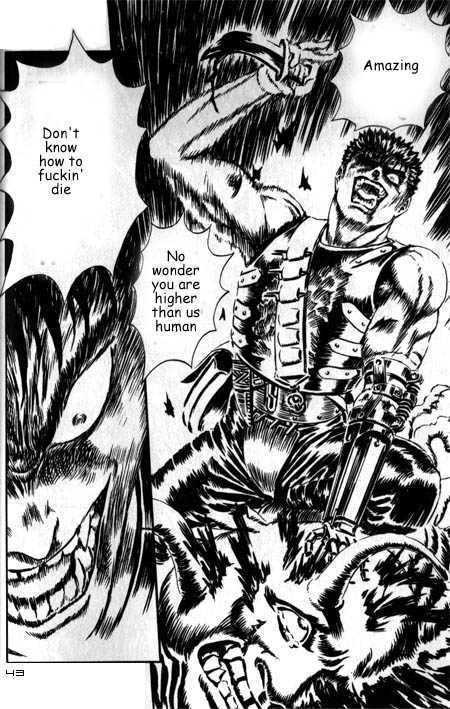 Amazing
No
wonder
you are
higher
than us
human
Don't
know
how to
fuckin'
die
43